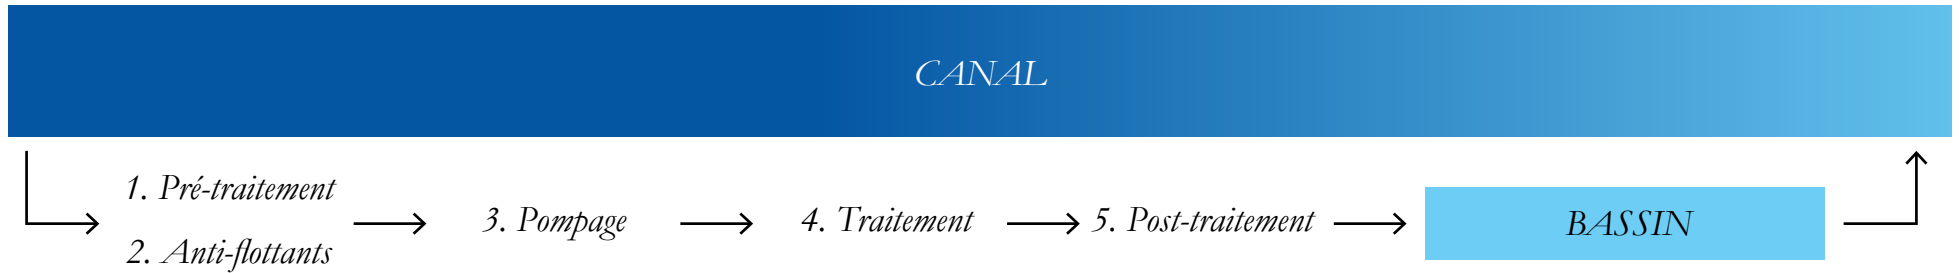 CANAL
1. Pré-traitement
2. Anti-flottants
3. Pompage
4. Traitement
5. Post-traitement
BASSIN